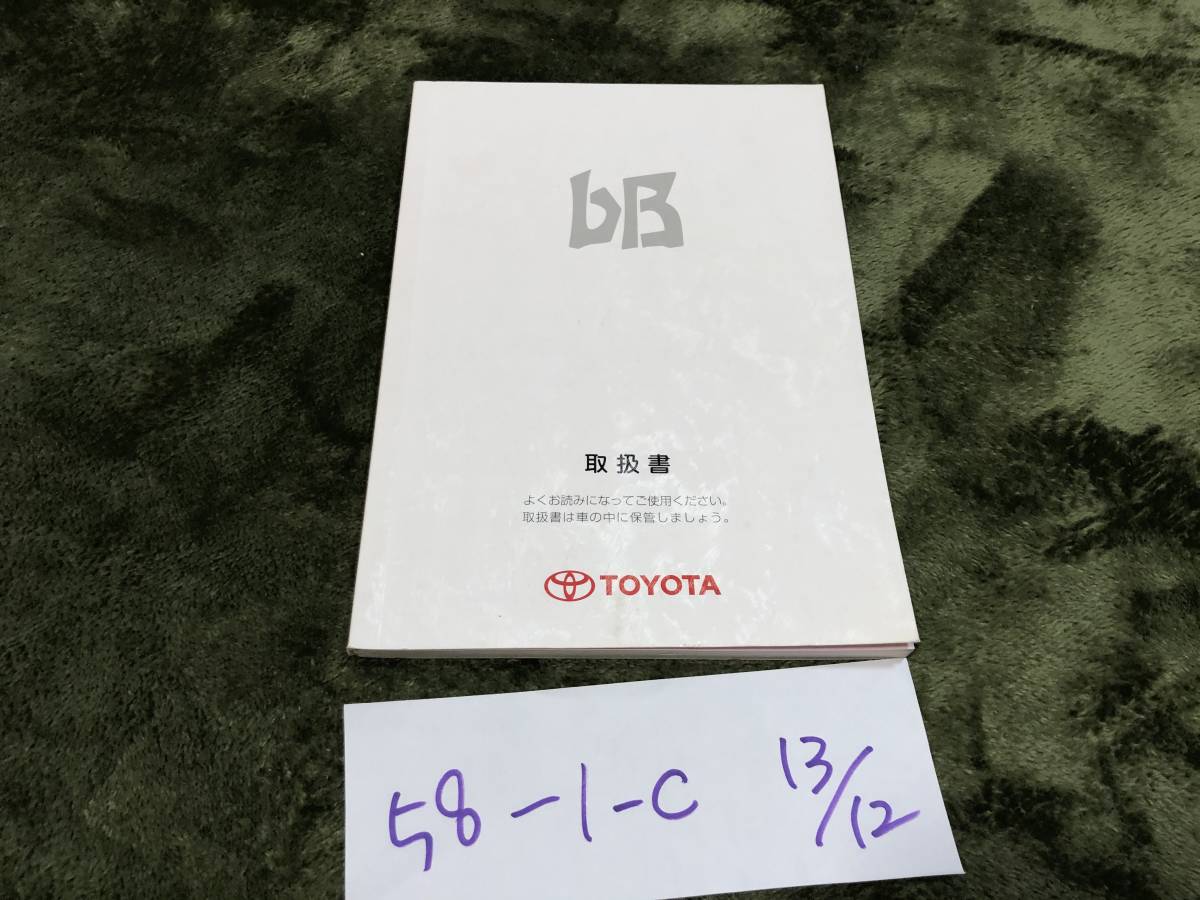 bB
取扱書
よくお読みになってご使用ください。
取扱書は車の中に保管しましょう。
TOYOTA
58-1-C 13/12